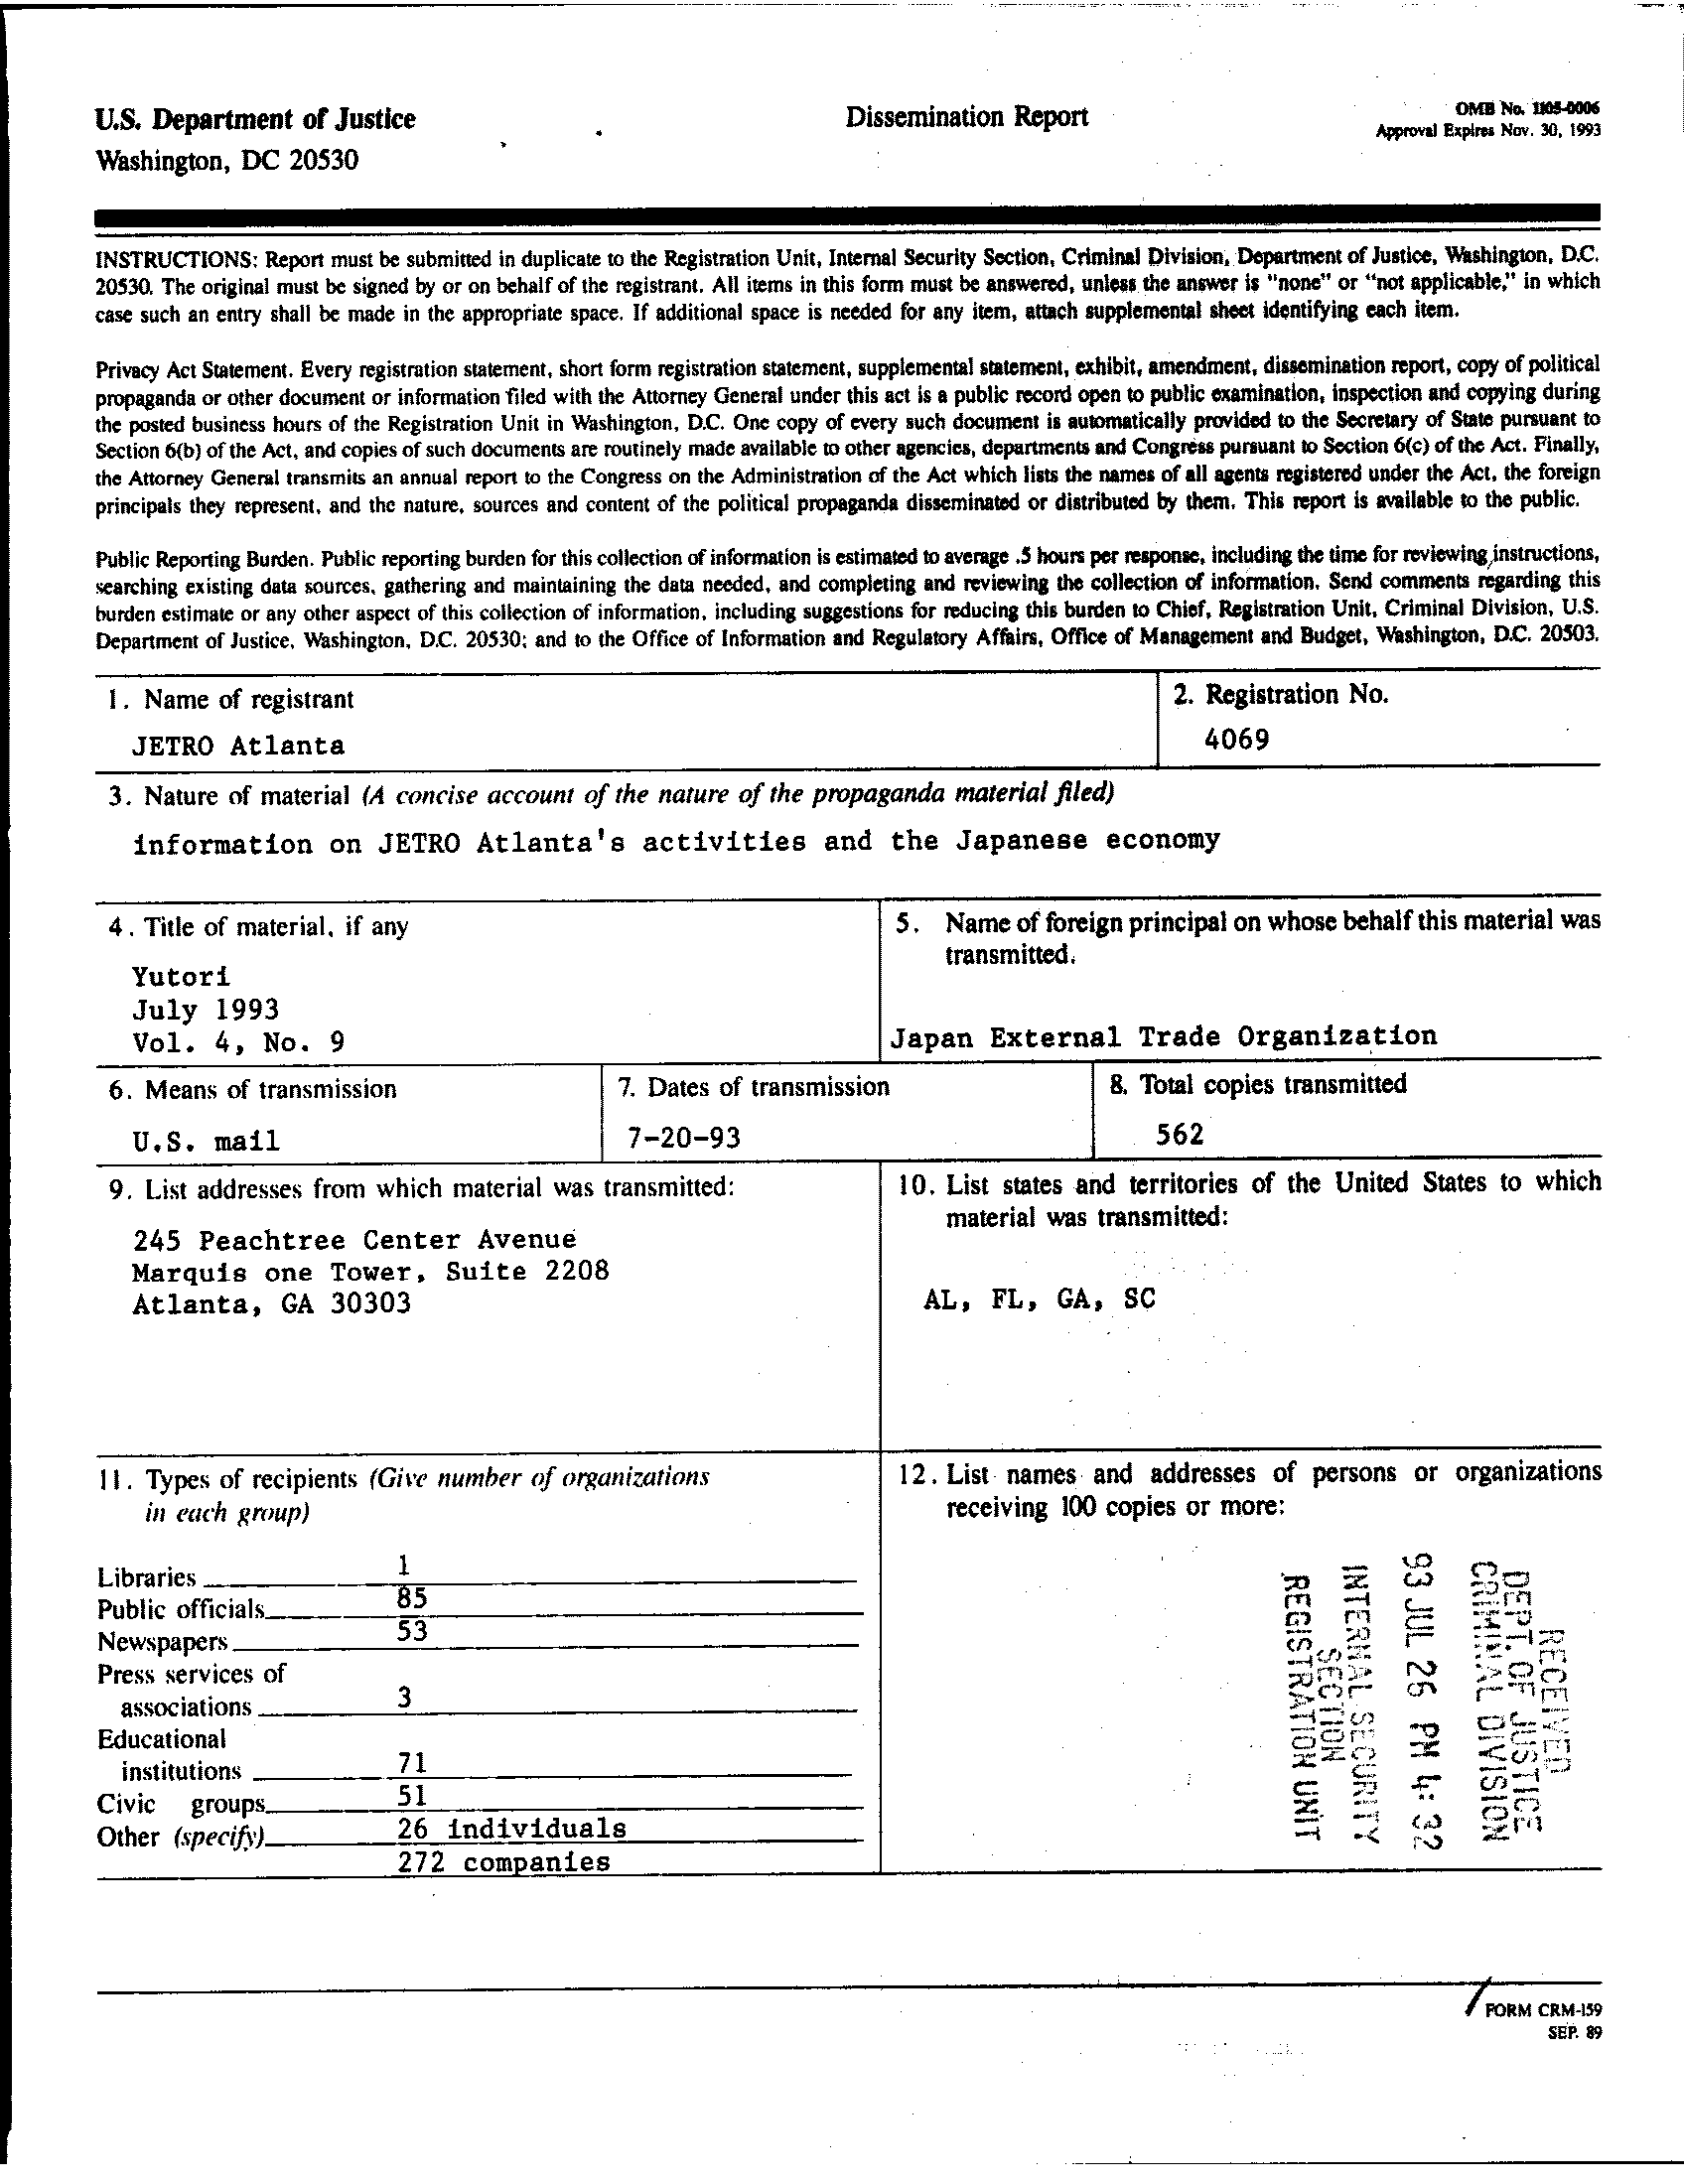 U.S. Department of Justice
Washington, DC 20530
Dissemination Report
OMB No. 1105-0006
Approval Expires Nov. 30, 1993
INSTRUCTIONS: Report must be submitted in duplicate to the Registration Unit, Internal Security Section, Criminal Division, Department of Justice, Washington, D.C.
20530. The original must be signed by or on behalf of the registrant. All items in this form must be answered, unless the answer is "none" or "not applicable," in which
case such an entry shall be made in the appropriate space. If additional space is needed for any item, attach supplemental sheet identifying each item.
Privacy Act Statement. Every registration statement, short form registration statement, supplemental statement, exhibit, amendment, dissemination report, copy of political
propaganda or other document or information filed with the Attorney General under this act is a public record open to public examination, inspection and copying during
the posted business hours of the Registration Unit in Washington, D.C. One copy of every such document is automatically provided to the Secretary of State pursuant to
Section 6(b) of the Act, and copies of such documents are routinely made available to other agencies, departments and Congress pursuant to Section 6(c) of the Act. Finally,
the Attorney General transmits an annual report to the Congress on the Administration of the Act which lists the names of all agents registered under the Act, the foreign
principals they represent, and the nature, sources and content of the political propaganda disseminated or distributed by them. This report is available to the public.
Public Reporting Burden. Public reporting burden for this collection of information is estimated to average .5 hours per response, including the time for reviewing instructions,
searching existing data sources, gathering and maintaining the data needed, and completing and reviewing the collection of information. Send comments regarding this
burden estimate or any other aspect of this collection of information, including suggestions for reducing this burden to Chief, Registration Unit, Criminal Division, U.S.
Department of Justice, Washington, D.C. 20530; and to the Office of Information and Regulatory Affairs, Office of Management and Budget, Washington, D.C. 20503.
1. Name of registrant
JETRO Atlanta
2. Registration No.
4069
3. Nature of material (A concise account of the nature of the propaganda material filed)
information on JETRO Atlanta's activities and the Japanese economy
4. Title of material, if any
Yutori
July 1993
Vol. 4, No. 9
5. Name of foreign principal on whose behalf this material was
transmitted.
Japan External Trade Organization
6. Means of transmission
U.S. mail
7. Dates of transmission
7-20-93
8. Total copies transmitted
562
9. List addresses from which material was transmitted:
245 Peachtree Center Avenue
Marquis one Tower, Suite 2208
Atlanta, GA 30303
10. List states and territories of the United States to which
material was transmitted:
AL, FL, GA, SC
11. Types of recipients (Give number of organizations
in each group)
Libraries 1
Public officials 85
Newspapers 53
Press services of
associations 3
Educational
institutions 71
Civic groups 51
Other (specify) 26 individuals
272 companies
12. List names and addresses of persons or organizations
receiving 100 copies or more:
RECEIVED
DEPT. OF JUSTICE
CRIMINAL DIVISION
93 JUL 26 PM 4:32
INTERNAL SECURITY
SECTION
REGISTRATION UNIT
FORM CRM-159
SEP. 89